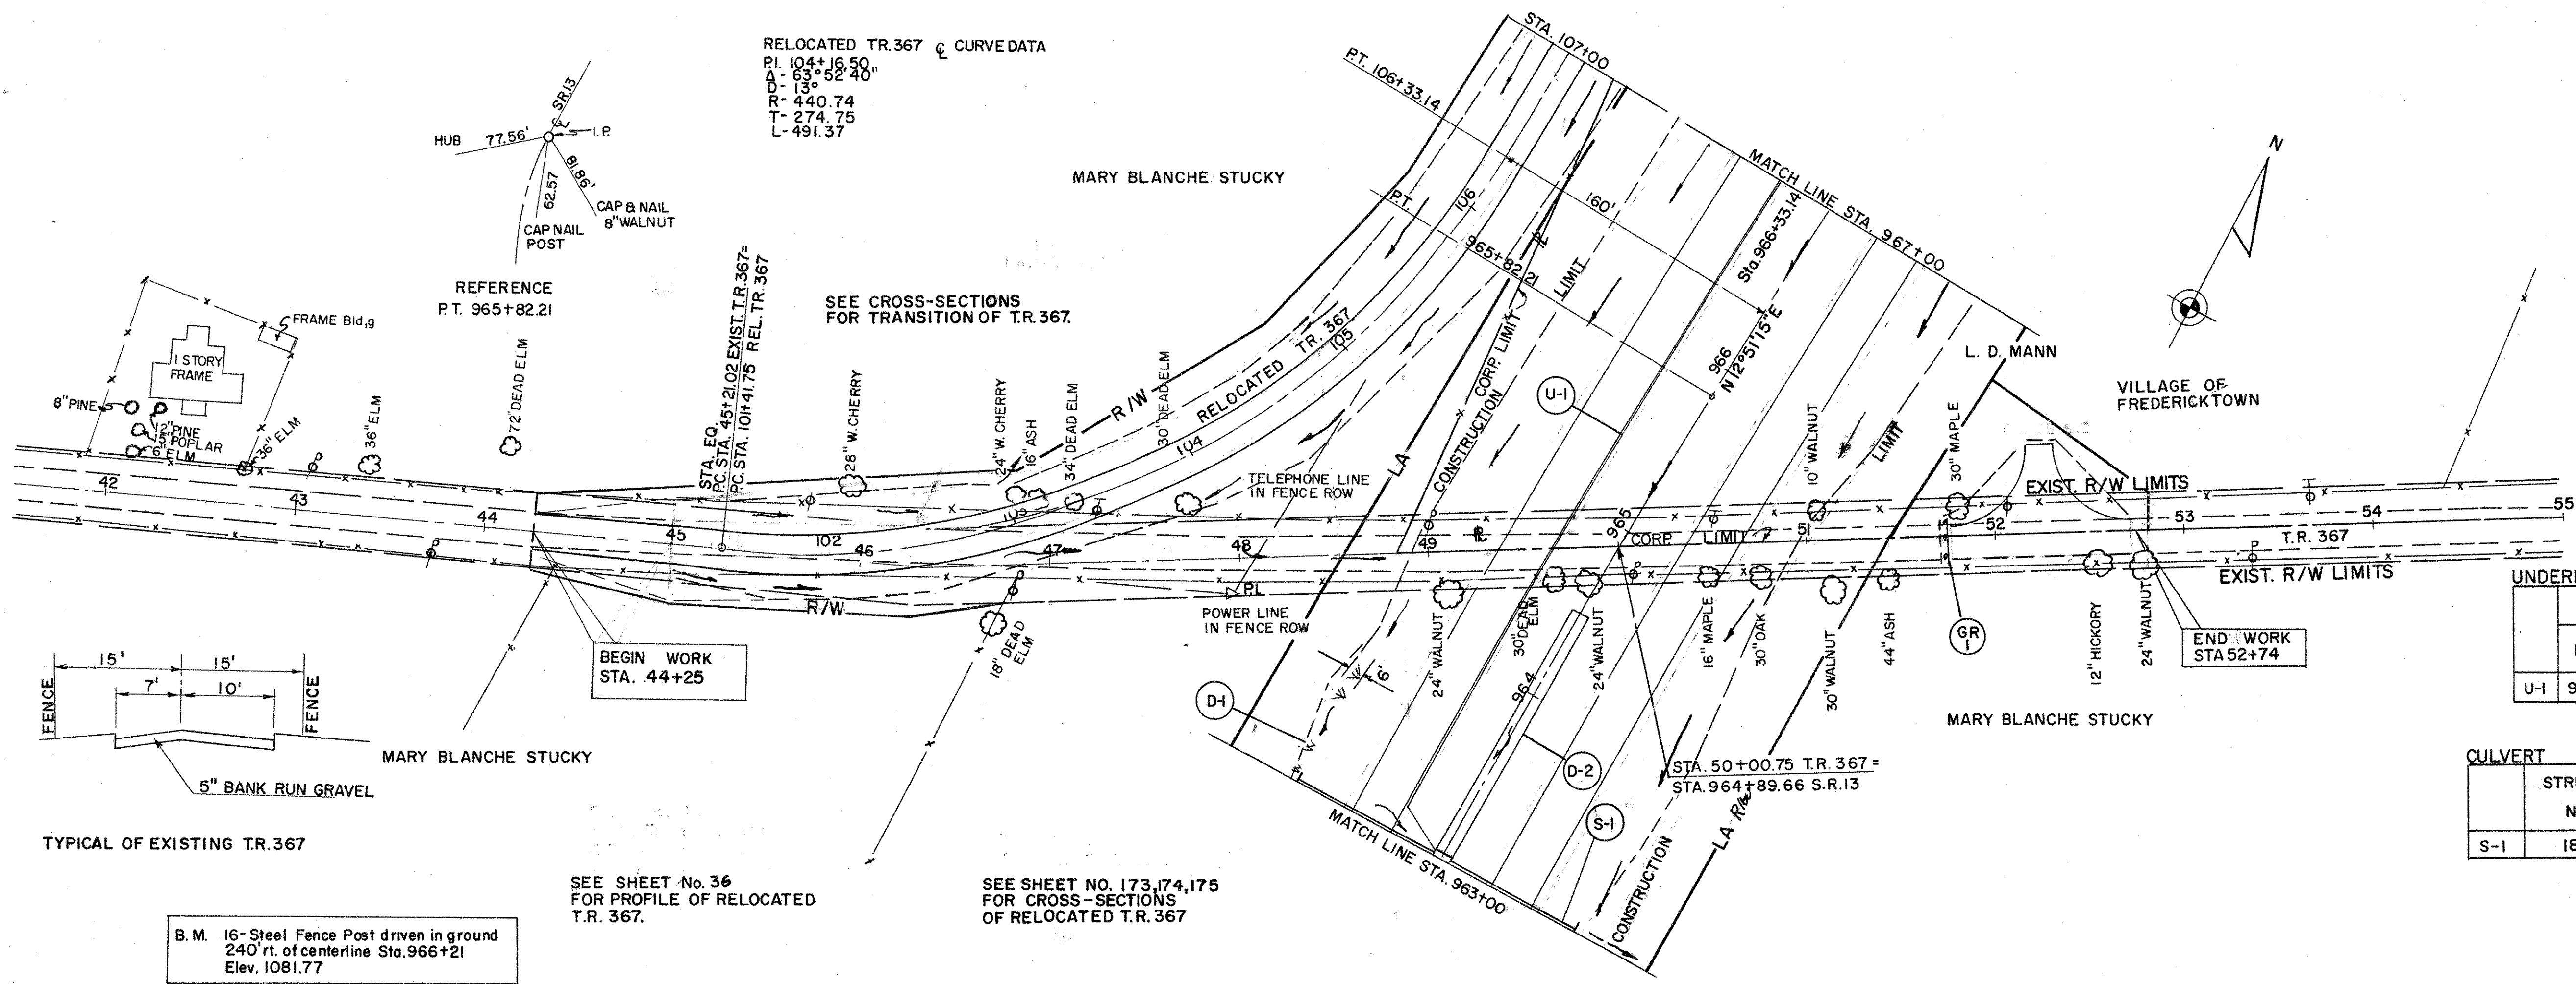 RELOCATED TR.367 ℄ CURVE DATA
P.I. 104+16.50
Δ - 63°52'40"
D- 13°
R- 440.74
T- 274.75
L- 491.37
℄ SR.13
I.P.
HUB 77.56'
81.86'
62.57
CAP & NAIL
8" WALNUT
CAP NAIL
POST
REFERENCE
P.T. 965+82.21
MARY BLANCHE STUCKY
SEE CROSS-SECTIONS
FOR TRANSITION OF T.R.367.
STA. 107+00
P.T. 106+33.14
P.T.
965+82.21
160'
106
105
104
103
102
MATCH LINE STA. 967+00
Sta.966+33.14
966
N 12°51'15"E
N
L. D. MANN
VILLAGE OF
FREDERICKTOWN
FRAME Bld,g
1 STORY
FRAME
8" PINE
12" PINE
15" POPLAR
6" ELM
36" ELM
36" ELM
72" DEAD ELM
STA. EQ.
P.C. STA. 45+21.02 EXIST. T.R.367=
P.C. STA. 101+41.75 REL. TR.367
28" W. CHERRY
24" W. CHERRY
16" ASH
34" DEAD ELM
30" DEAD ELM
R/W
RELOCATED TR. 367
TELEPHONE LINE
IN FENCE ROW
LA
CONSTRUCTION
LIMIT
CORP. LIMIT
PL
U-1
10" WALNUT
LIMIT
30" MAPLE
EXIST. R/W LIMITS
42
43
44
45
46
47
48
49
PL
965
CORP. LIMIT
51
52
53
54
55
T.R. 367
EXIST. R/W LIMITS
R/W
P.I.
POWER LINE
IN FENCE ROW
18" DEAD
ELM
24" WALNUT
30" DEAD
ELM
24" WALNUT
16" MAPLE
30" OAK
30" WALNUT
44" ASH
GR
1
12" HICKORY
24" WALNUT
END WORK
STA 52+74
BEGIN WORK
STA. 44+25
6'
964
D-1
D-2
S-1
STA. 50+00.75 T.R. 367 =
STA. 964+89.66 S.R.13
LA R/W
CONSTRUCTION
MATCH LINE STA. 963+00
MARY BLANCHE STUCKY
15' 15'
7' 10'
FENCE
FENCE
5" BANK RUN GRAVEL
MARY BLANCHE STUCKY
TYPICAL OF EXISTING T.R.367
SEE SHEET No. 36
FOR PROFILE OF RELOCATED
T.R. 367.
SEE SHEET NO. 173,174,175
FOR CROSS-SECTIONS
OF RELOCATED T.R.367
B.M. 16-Steel Fence Post driven in ground
240' rt. of centerline Sta.966+21
Elev. 1081.77
U-1 9
CULVERT
S-1 18